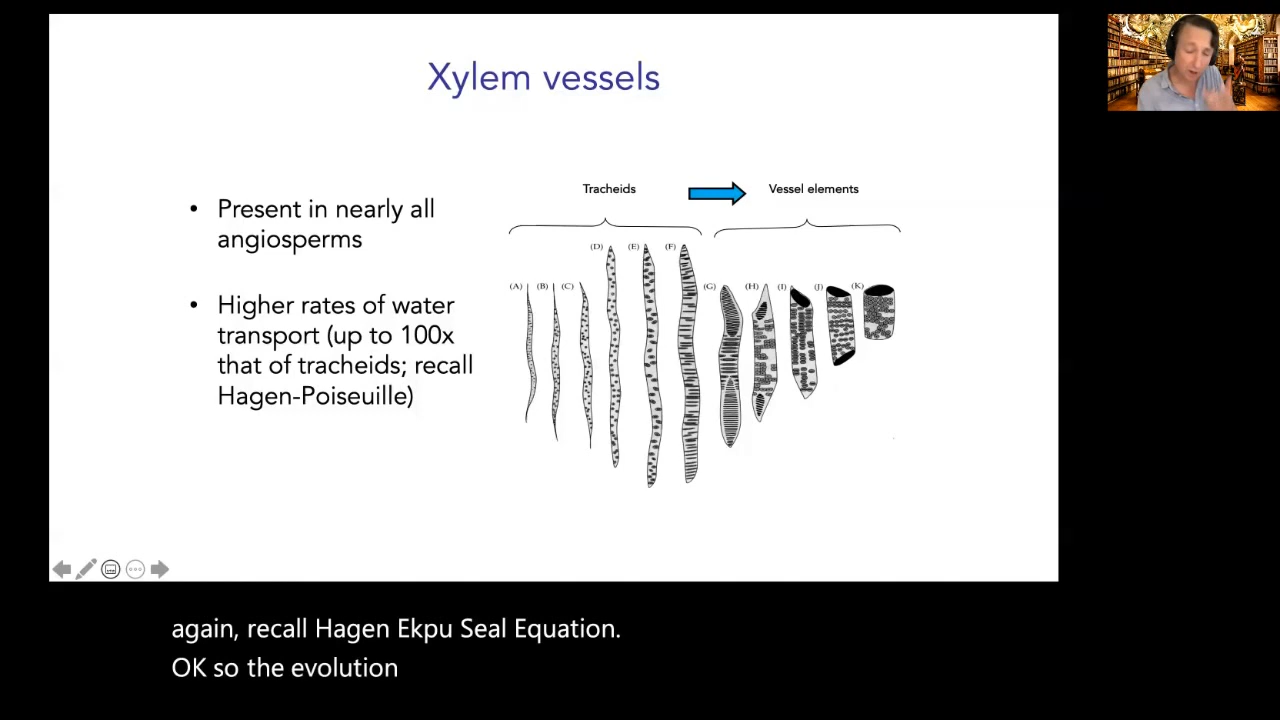 Xylem vessels
• Present in nearly all
angiosperms
• Higher rates of water
transport (up to 100x
that of tracheids; recall
Hagen-Poiseuille)
Tracheids
Vessel elements
(A) (B) (C) (D) (E) (F) (G) (H) (I) (J) (K)
again, recall Hagen Ekpu Seal Equation.
OK so the evolution